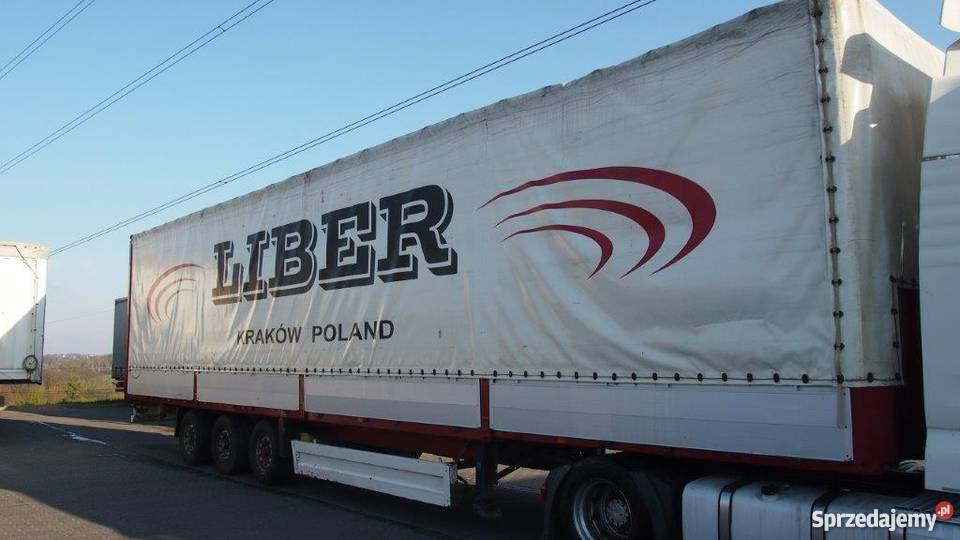 LIBER
KRAKÓW POLAND
Sprzedajemy.pl